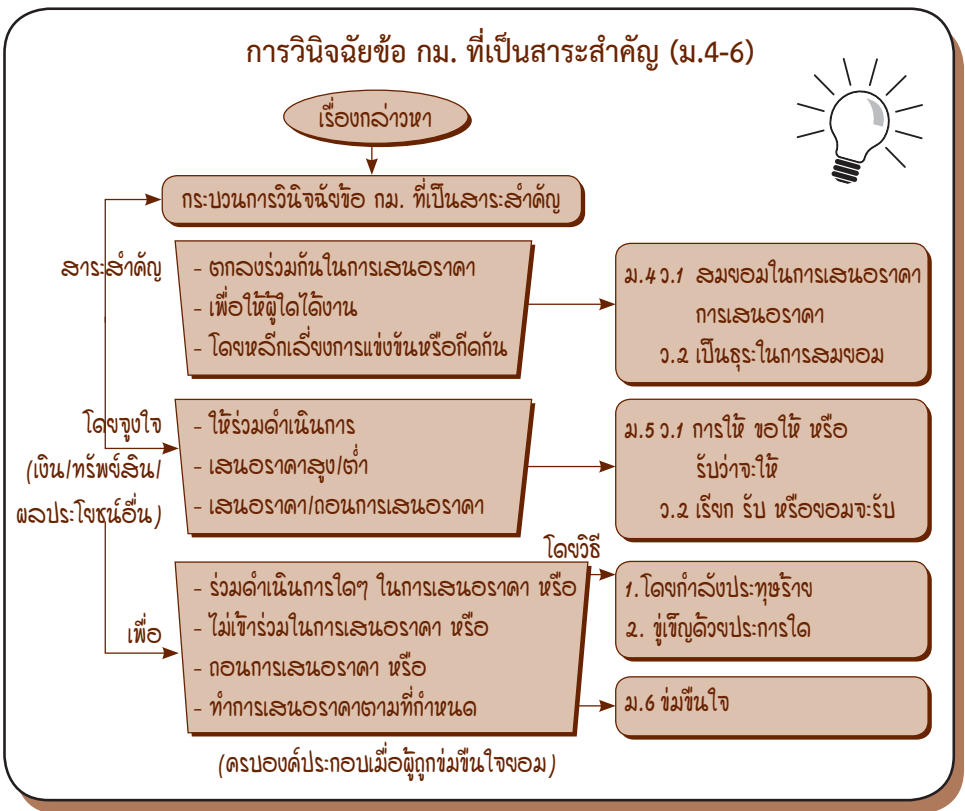 การวินิจฉัยข้อ กม. ที่เป็นสาระสำคัญ (ม.4-6)
เรื่องกล่าวหา
กระบวนการวินิจฉัยข้อ กม. ที่เป็นสาระสำคัญ
สาระสำคัญ
- ตกลงร่วมกันในการเสนอราคา
- เพื่อให้ผู้ใดได้งาน
- โดยหลีกเลี่ยงการแข่งขันหรือกีดกัน
ม.4 ว.1 สมยอมในการเสนอราคา
การเสนอราคา
ว.2 เป็นธุระในการสมยอม
โดยจูงใจ
(เงิน/ทรัพย์สิน/
ผลประโยชน์อื่น)
- ให้ร่วมดำเนินการ
- เสนอราคาสูง/ต่ำ
- เสนอราคา/ถอนการเสนอราคา
ม.5 ว.1 การให้ ขอให้ หรือ
รับว่าจะให้
ว.2 เรียก รับ หรือยอมจะรับ
โดยวิธี
เพื่อ
- ร่วมดำเนินการใดๆ ในการเสนอราคา หรือ
- ไม่เข้าร่วมในการเสนอราคา หรือ
- ถอนการเสนอราคา หรือ
- ทำการเสนอราคาตามที่กำหนด
1. โดยกำลังประทุษร้าย
2. ขู่เข็ญด้วยประการใด
ม.6 ข่มขืนใจ
(ครบองค์ประกอบเมื่อผู้ถูกข่มขืนใจยอม)